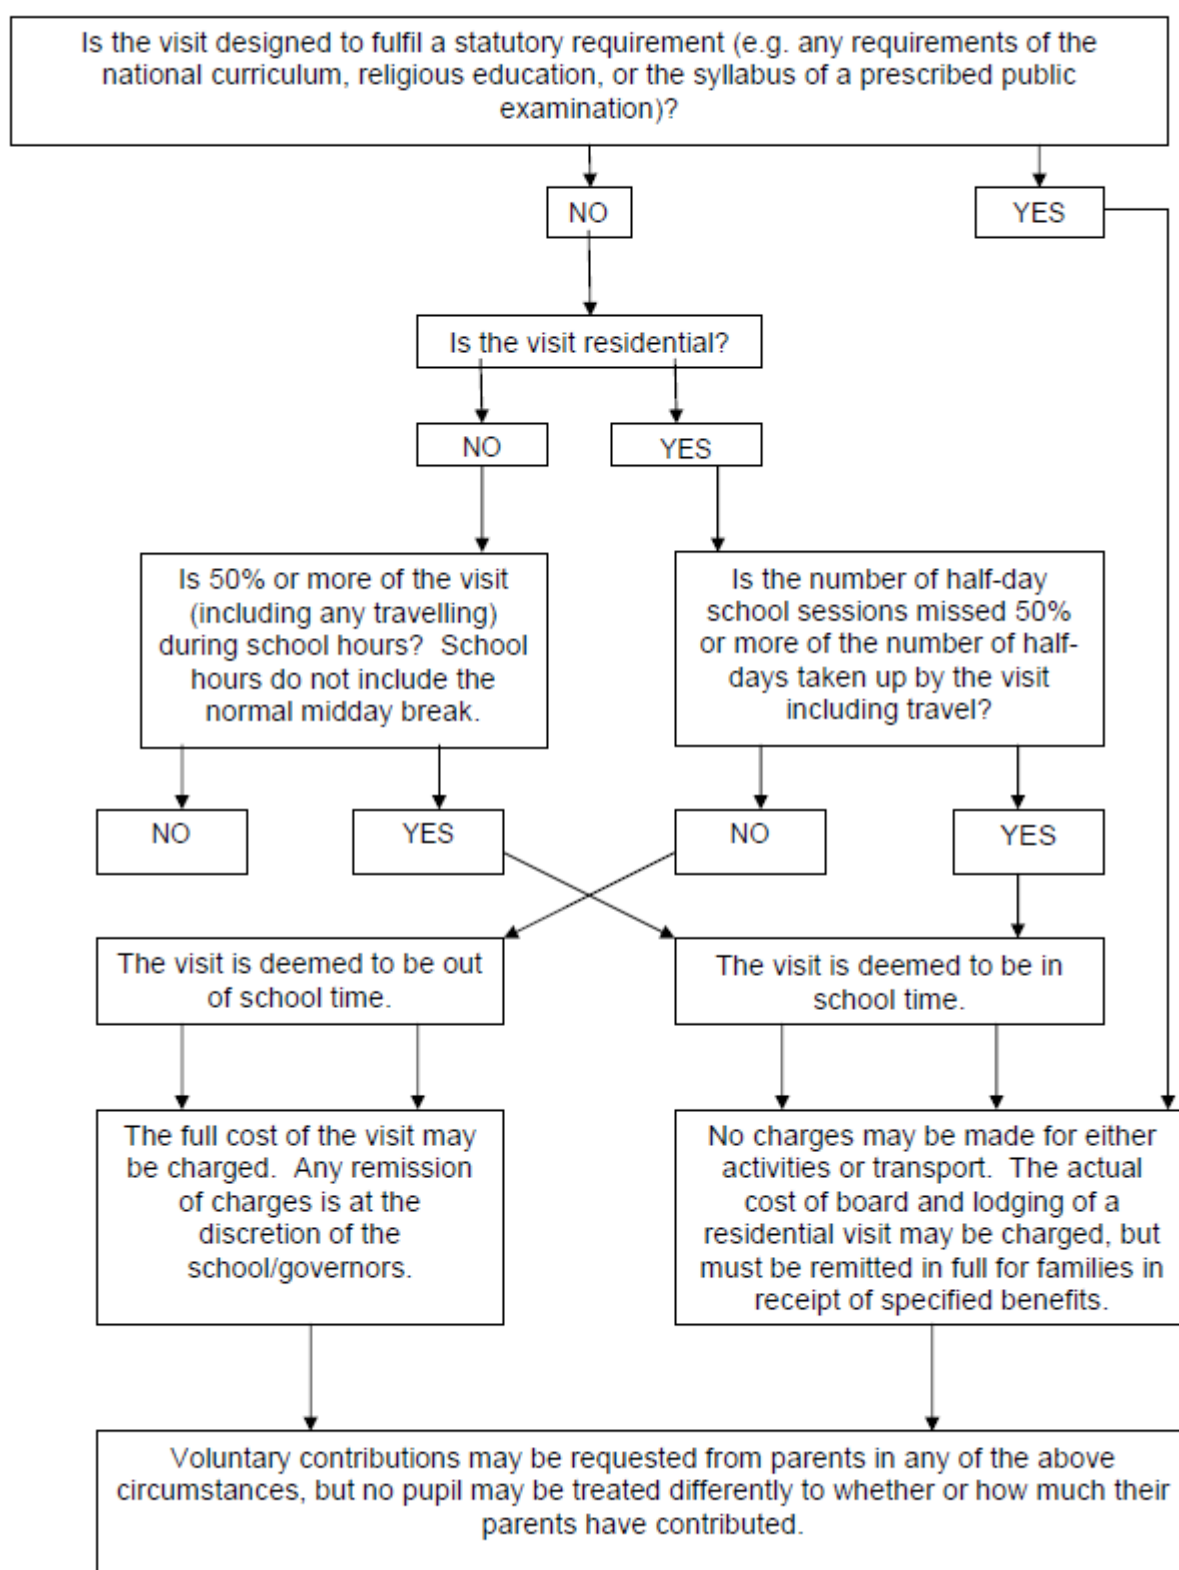 Is the visit designed to fulfil a statutory requirement (e.g. any requirements of the
national curriculum, religious education, or the syllabus of a prescribed public
examination)?
NO
YES
Is the visit residential?
NO
YES
Is 50% or more of the visit
(including any travelling)
during school hours?  School
hours do not include the
normal midday break.
Is the number of half-day
school sessions missed 50%
or more of the number of half-
days taken up by the visit
including travel?
NO
YES
NO
YES
The visit is deemed to be out
of school time.
The visit is deemed to be in
school time.
The full cost of the visit may
be charged.  Any remission
of charges is at the
discretion of the
school/governors.
No charges may be made for either
activities or transport.  The actual
cost of board and lodging of a
residential visit may be charged, but
must be remitted in full for families in
receipt of specified benefits.
Voluntary contributions may be requested from parents in any of the above
circumstances, but no pupil may be treated differently to whether or how much their
parents have contributed.